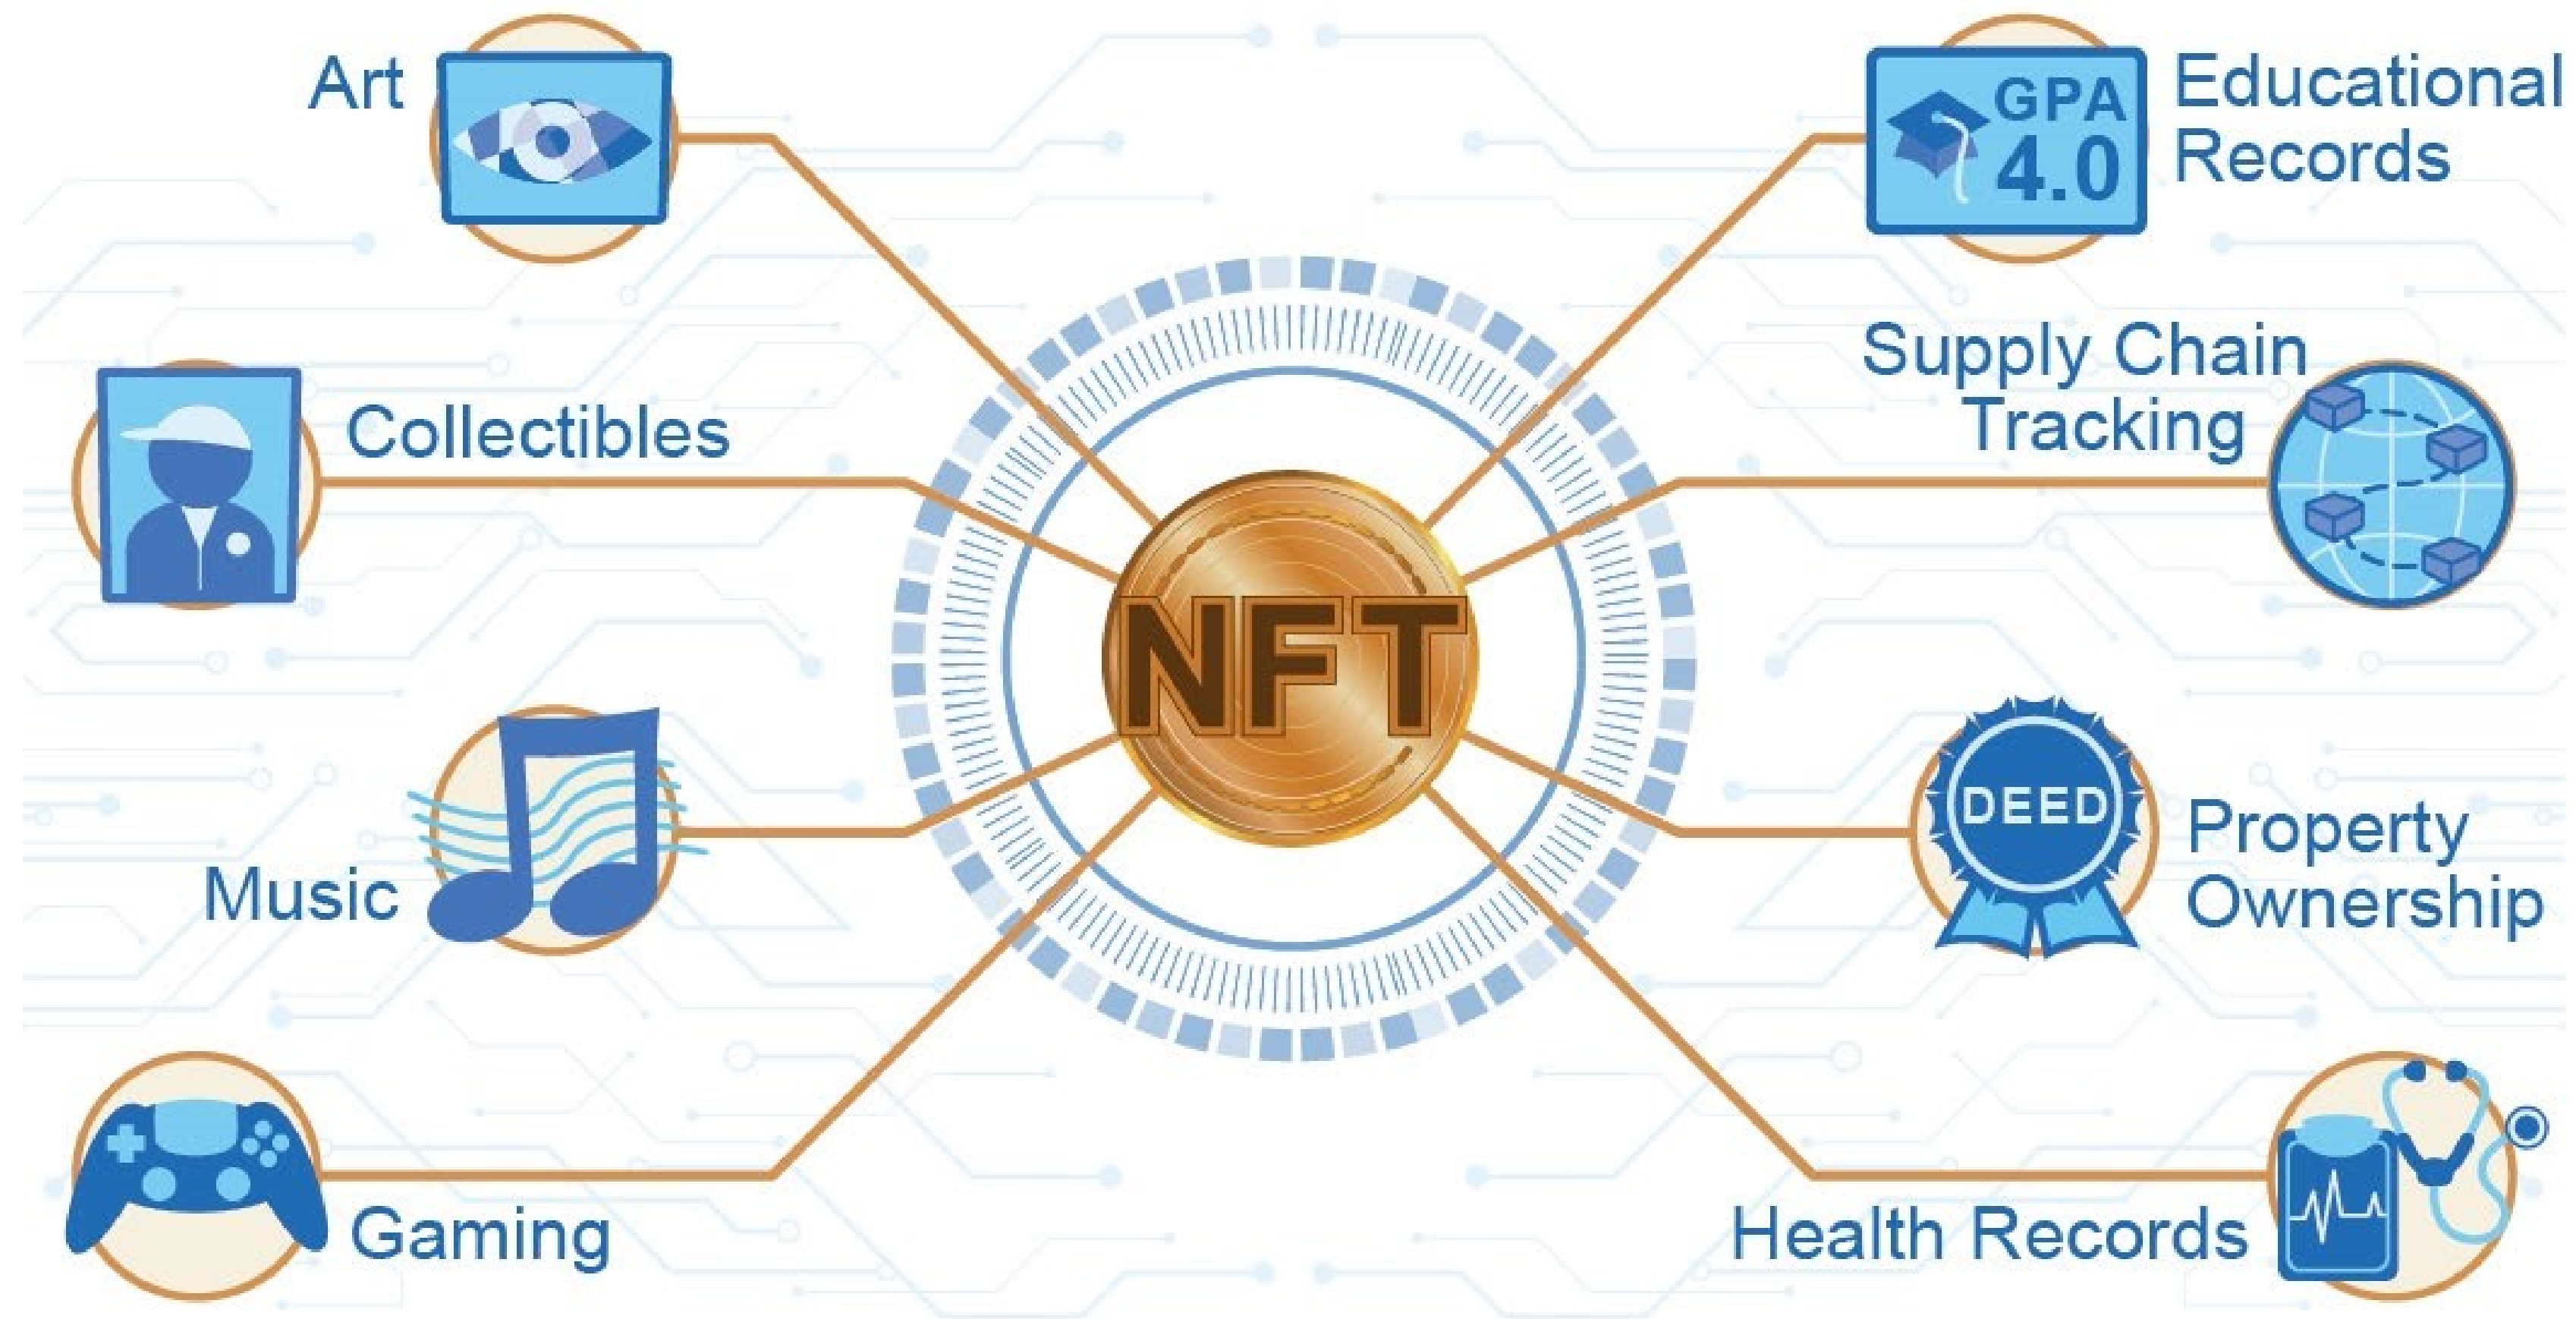 Art
GPA
4.0
Educational
Records
Supply Chain
Tracking
Collectibles
NFT
DEED
Property
Ownership
Music
Gaming
Health Records